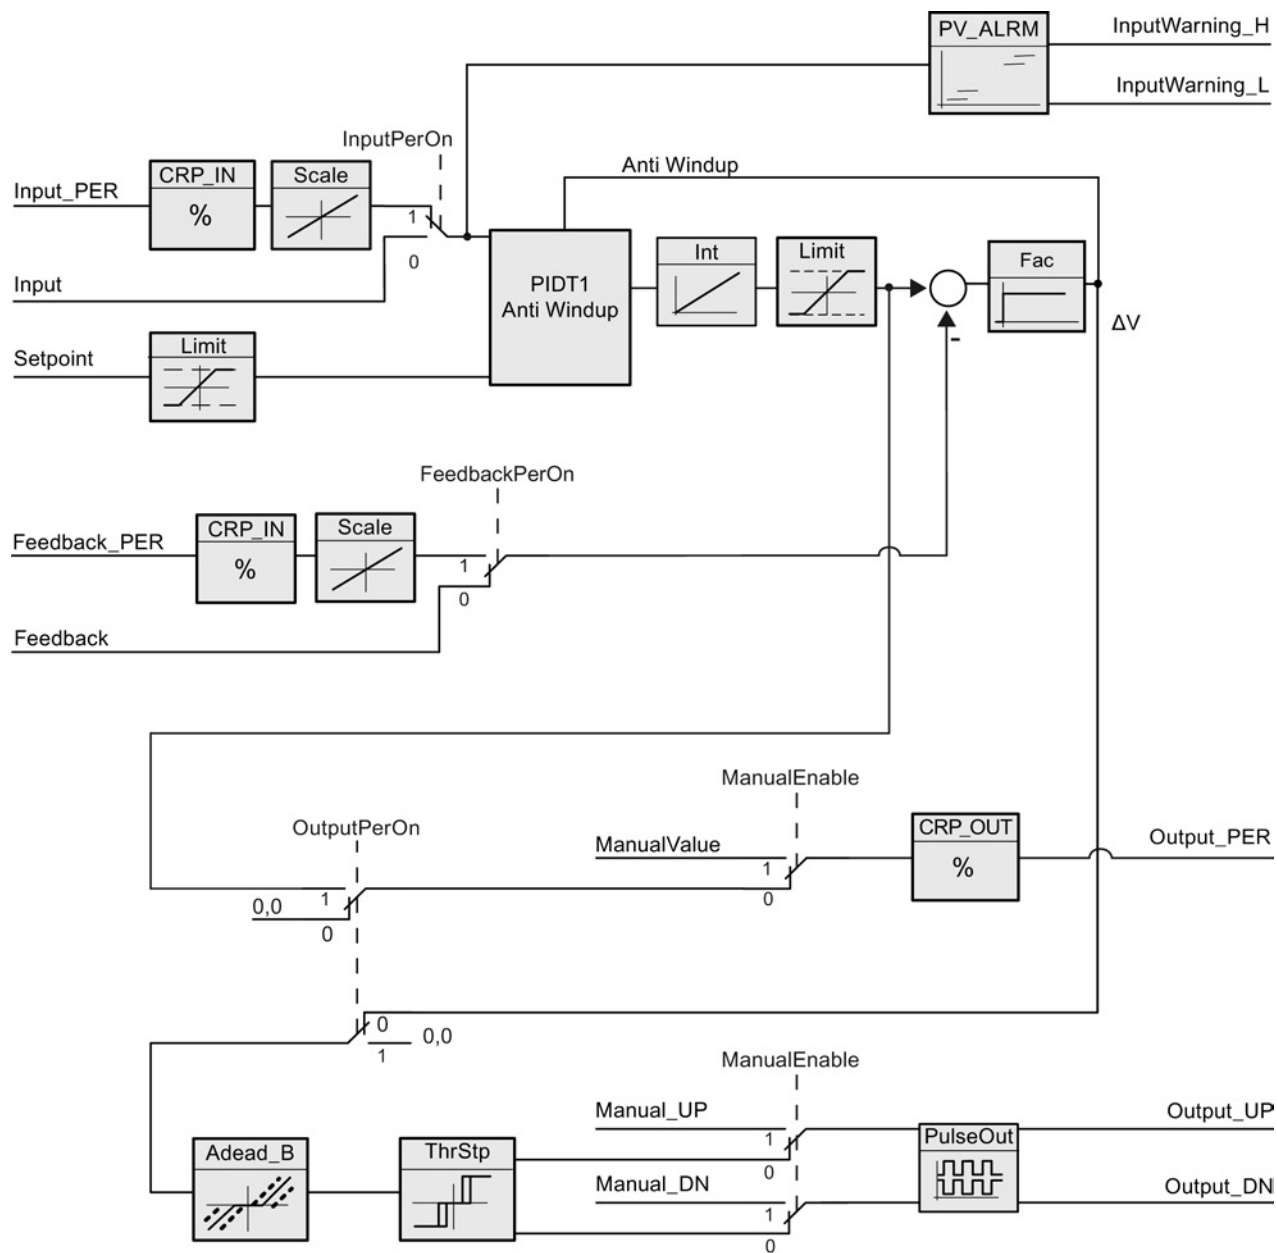 PV_ALRM
InputWarning_H
InputWarning_L
InputPerOn
Anti Windup
Input_PER
CRP_IN
%
Scale
1
0
Input
PIDT1
Anti Windup
Int
Limit
Fac
ΔV
-
Setpoint
Limit
FeedbackPerOn
Feedback_PER
CRP_IN
%
Scale
1
0
Feedback
ManualEnable
OutputPerOn
ManualValue
CRP_OUT
%
Output_PER
1
0
0,0
1
0
0
1
0,0
ManualEnable
Manual_UP
Output_UP
1
0
PulseOut
Adead_B
ThrStp
Manual_DN
Output_DN
1
0